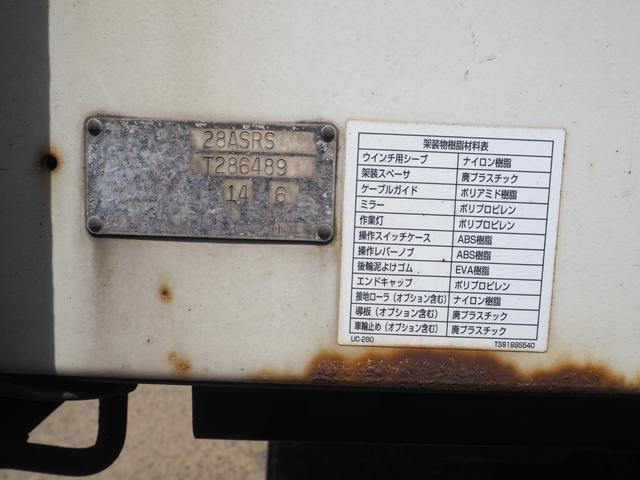 28ASRS
T286489
14 6
架装物樹脂材料表
ウインチ用シーブ ナイロン樹脂
架装スペーサ 廃プラスチック
ケーブルガイド ポリアミド樹脂
ミラー ポリプロピレン
作業灯 ポリプロピレン
操作スイッチケース ABS樹脂
操作レバーノブ ABS樹脂
後輪泥よけゴム EVA樹脂
エンドキャップ ポリプロピレン
接地ローラ (オプション含む) ナイロン樹脂
導板 (オプション含む) 廃プラスチック
車輪止め (オプション含む) 廃プラスチック
UC-280 TS9199S540